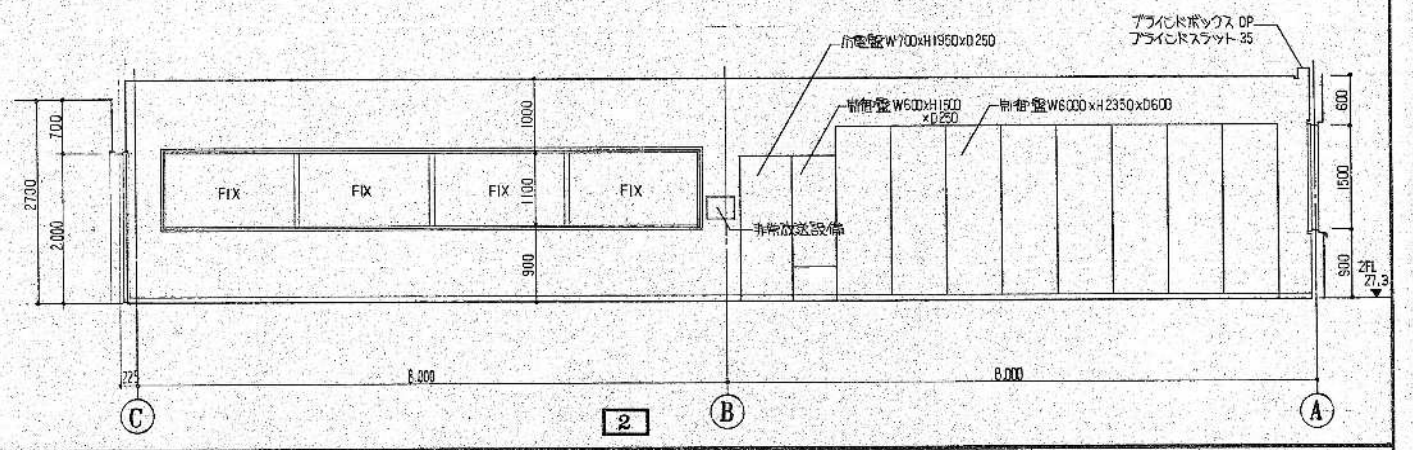 ブラインドボックス OP
ブラインドスラット 35
分電盤W700xH1950xD250
制御盤W600xH1500
xD250
制御盤W6000xH2350xD600
700
2,000
2700
1000
1100
900
FIX
FIX
FIX
FIX
非常放送設備
600
1500
900
2FL
27.3
225
8,000
8,000
C
B
A
2